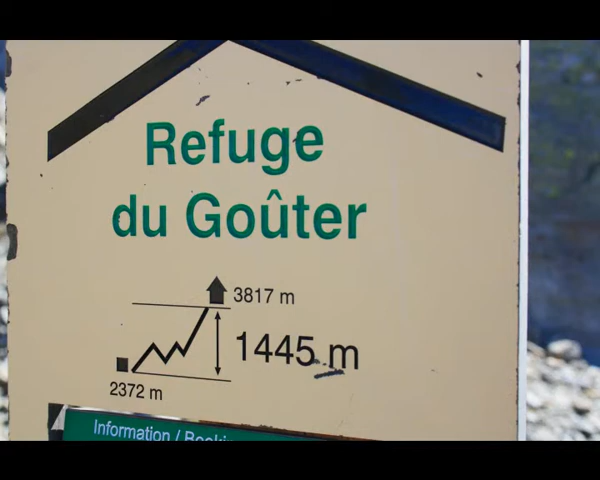 Refuge
du Goûter
3817 m
1445 m
2372 m
Information /